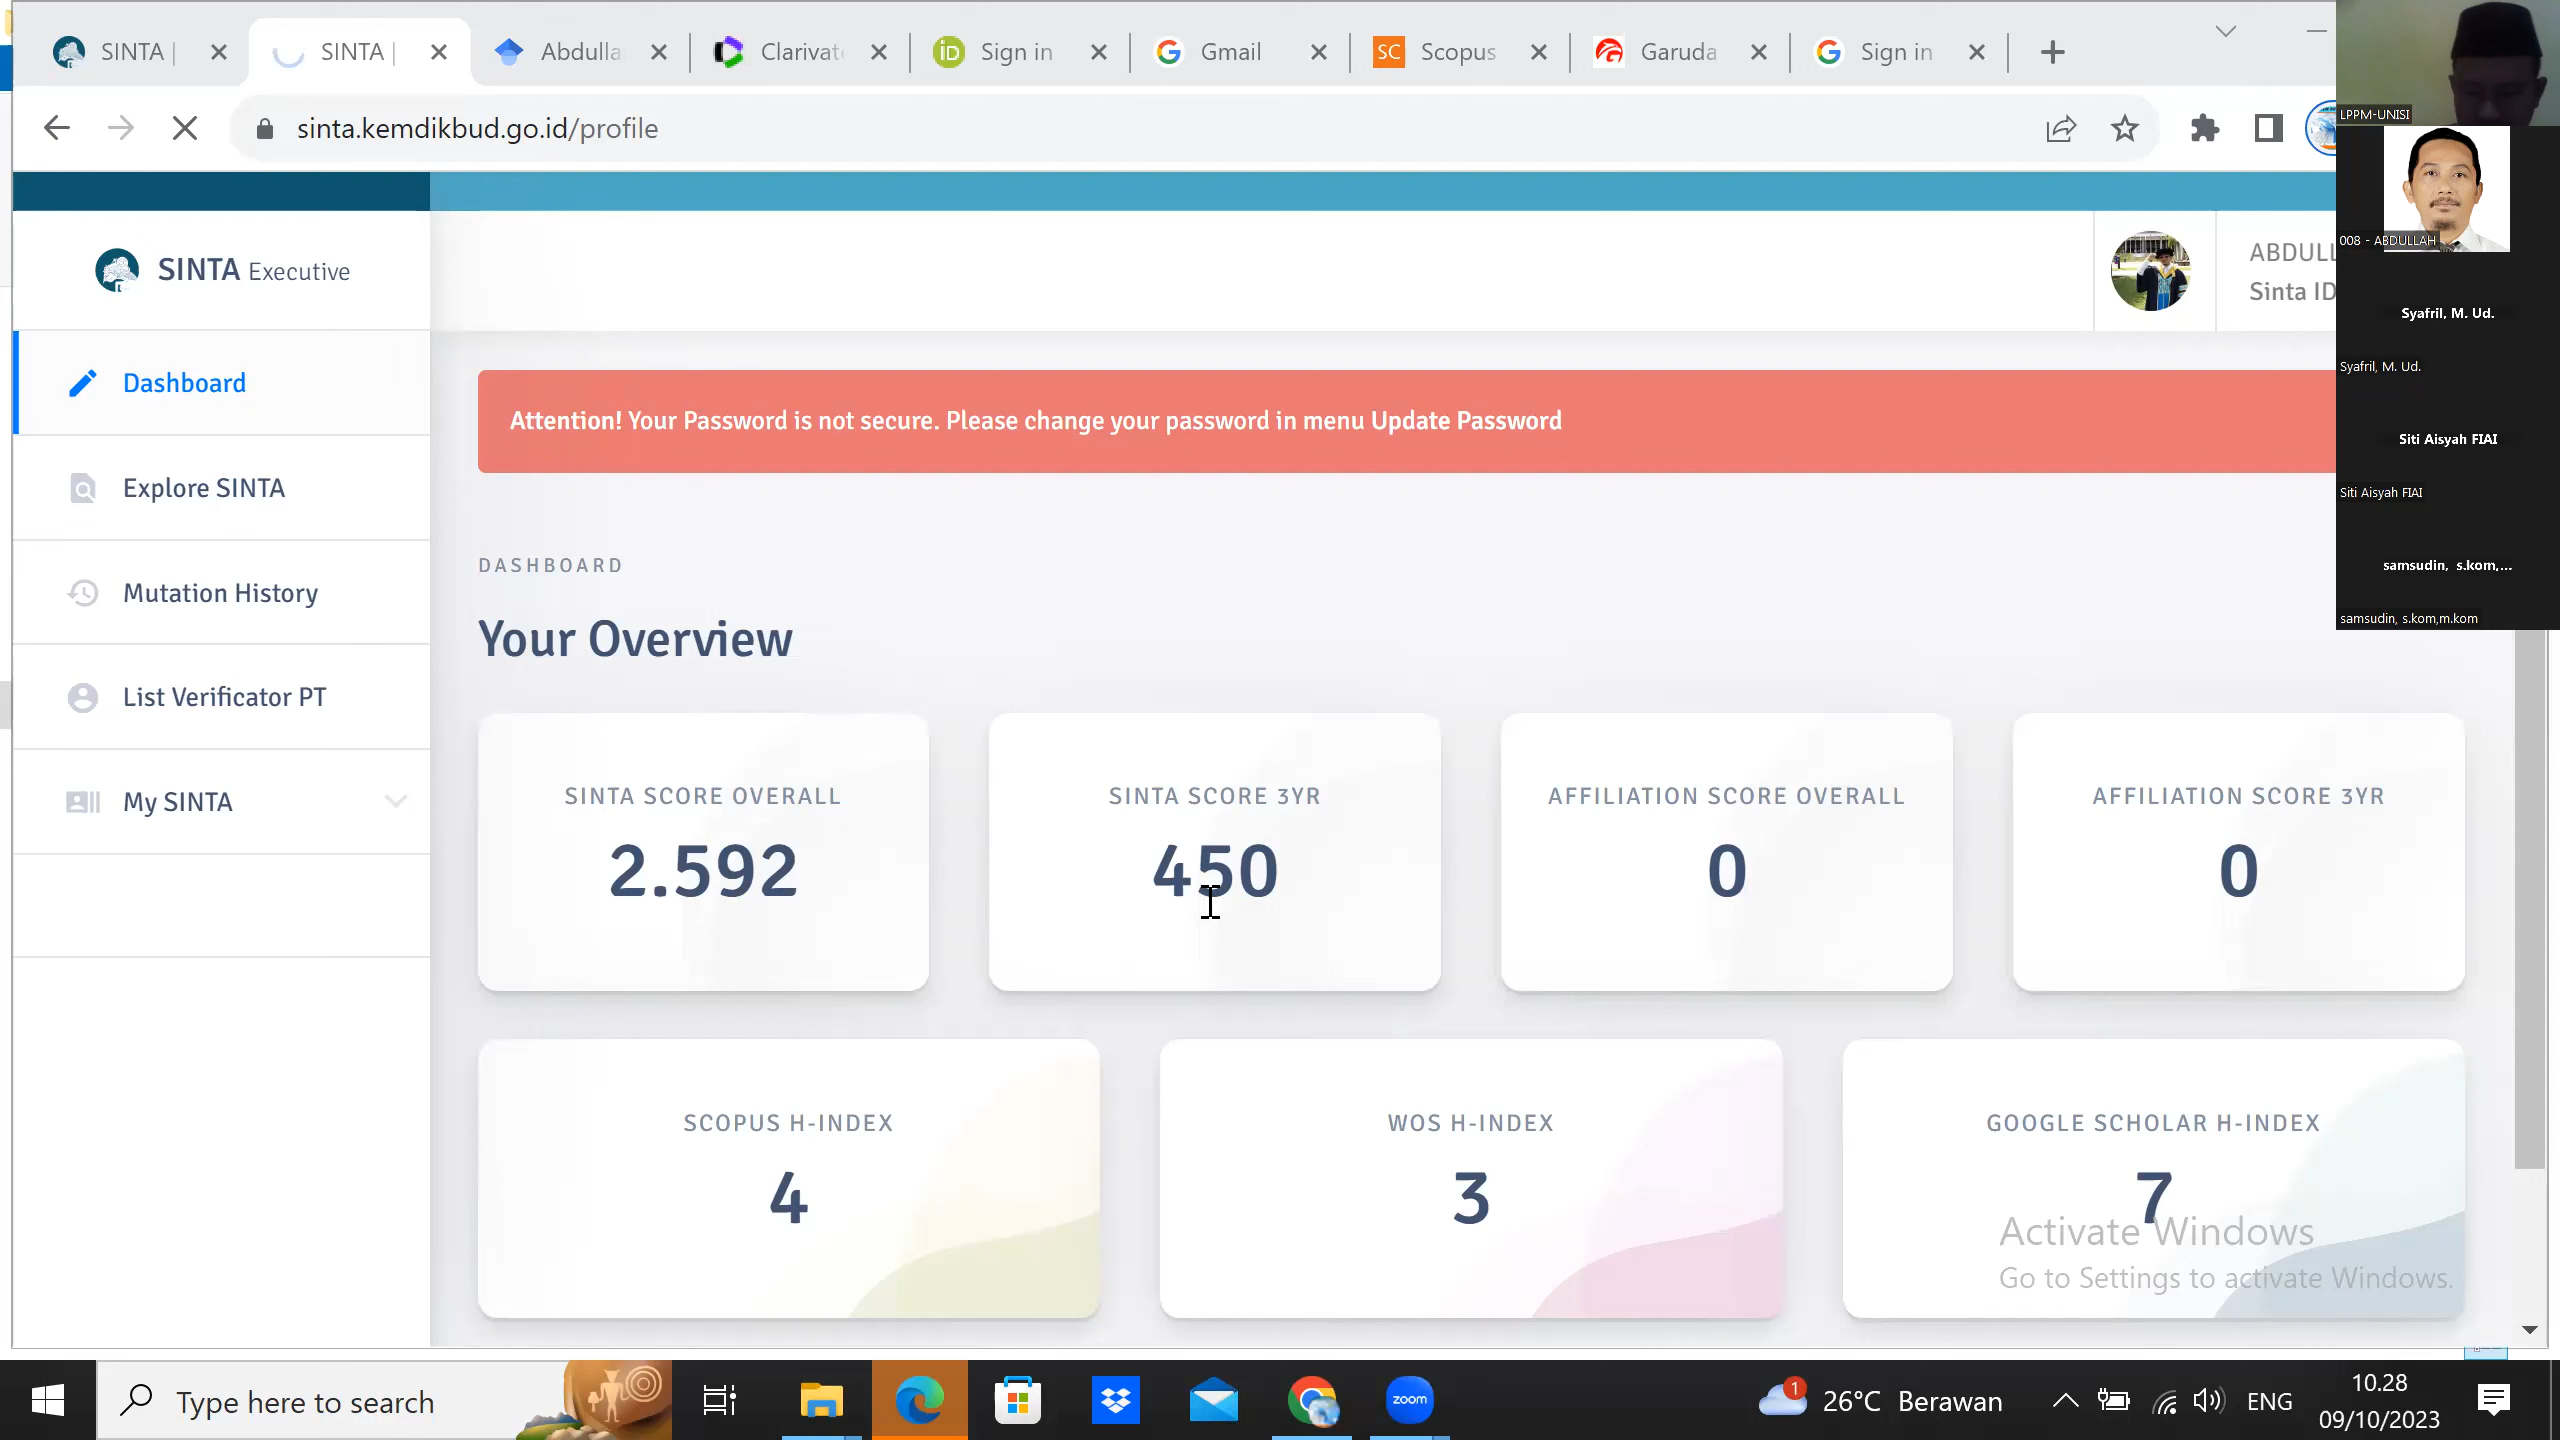 SINTA |
SINTA |
Abdulla
Clarivate
Sign in
Gmail
Scopus
Garuda
Sign in
sinta.kemdikbud.go.id/profile
LPPM-UNISI
008 - ABDULLAH
Syafril, M. Ud.
Syafril, M. Ud.
Siti Aisyah FIAI
Siti Aisyah FIAI
samsudin, s.kom,...
samsudin, s.kom,m.kom
SINTA Executive
ABDULL
Sinta ID
Dashboard
Explore SINTA
Mutation History
List Verificator PT
My SINTA
Attention! Your Password is not secure. Please change your password in menu Update Password
DASHBOARD
Your Overview
SINTA SCORE OVERALL
2.592
SINTA SCORE 3YR
450
AFFILIATION SCORE OVERALL
0
AFFILIATION SCORE 3YR
0
SCOPUS H-INDEX
4
WOS H-INDEX
3
GOOGLE SCHOLAR H-INDEX
7
Activate Windows
Go to Settings to activate Windows.
Type here to search
zoom
1
26°C Berawan
ENG
10.28
09/10/2023